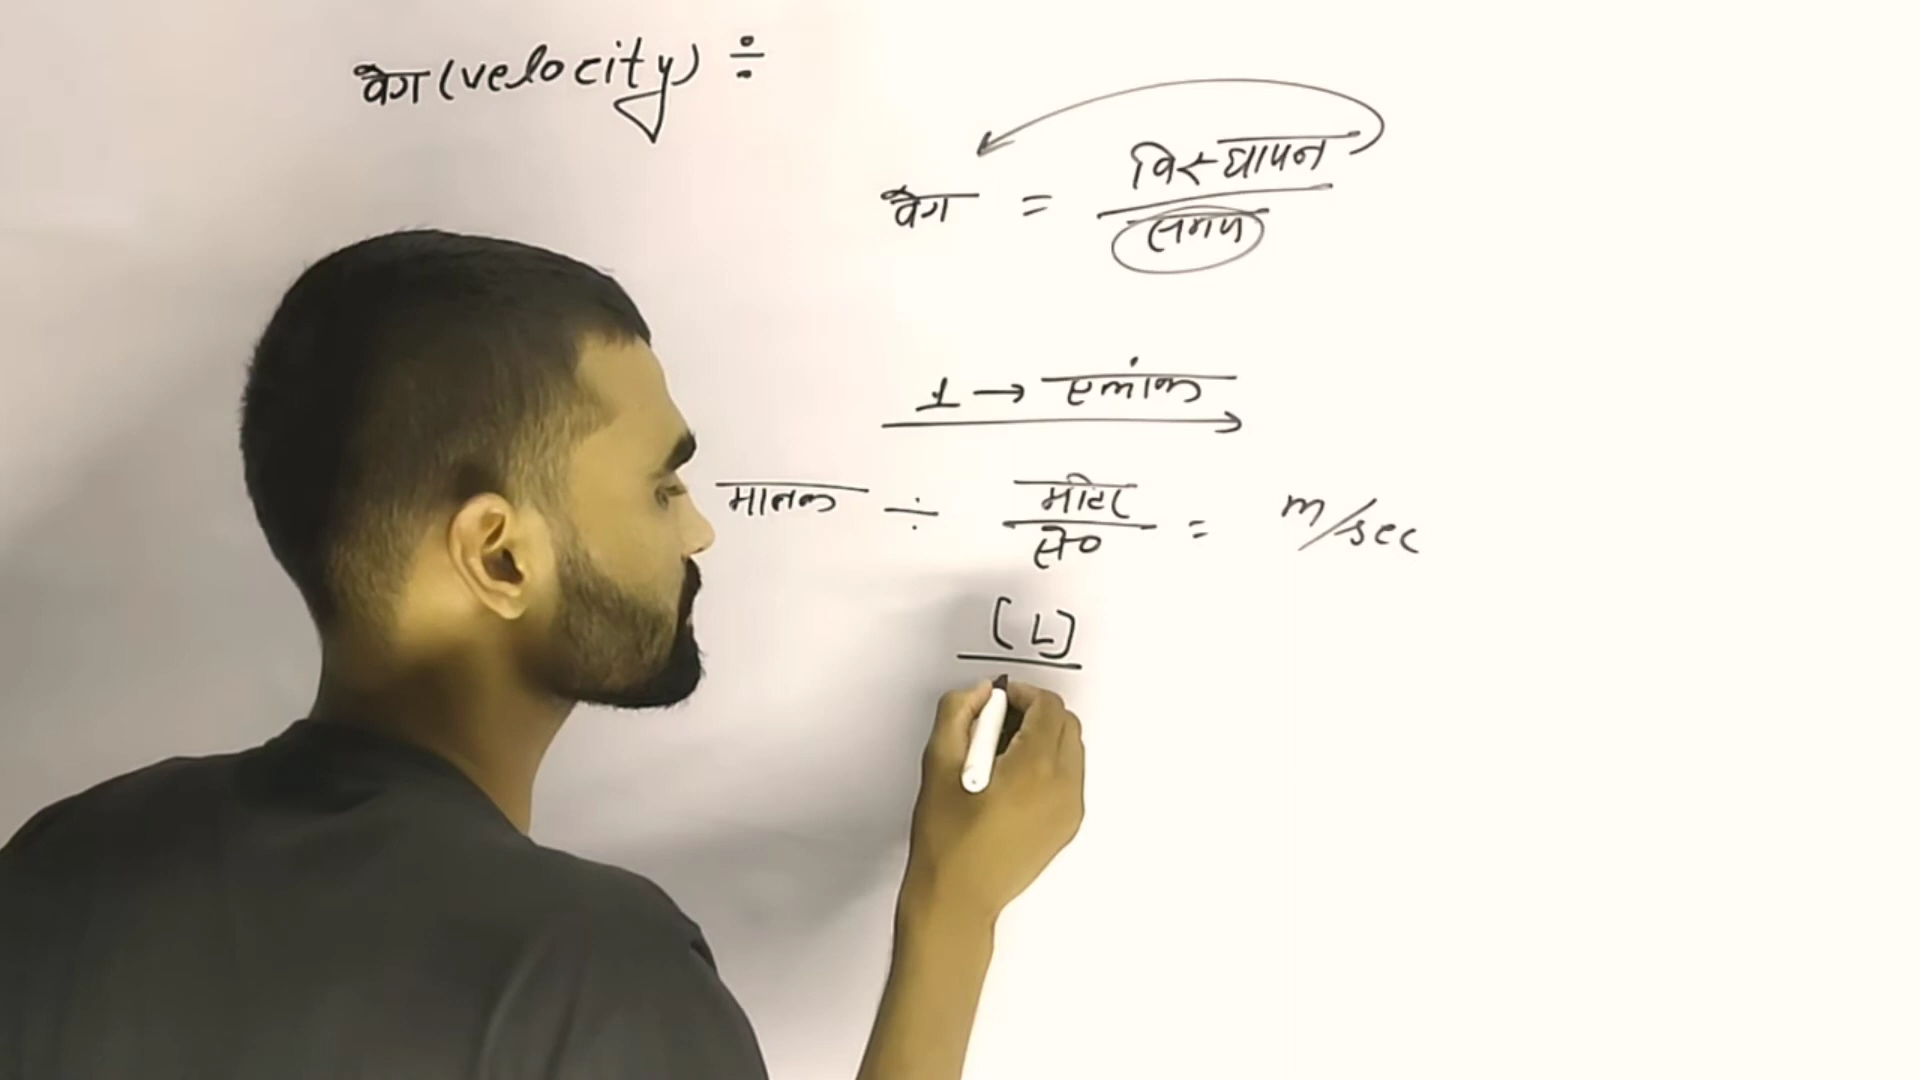 वेग (velocity) ÷
वेग = विस्थापन / समय
1 → एकांक
मात्रक ÷ मीटर / से० = m/sec
[L]